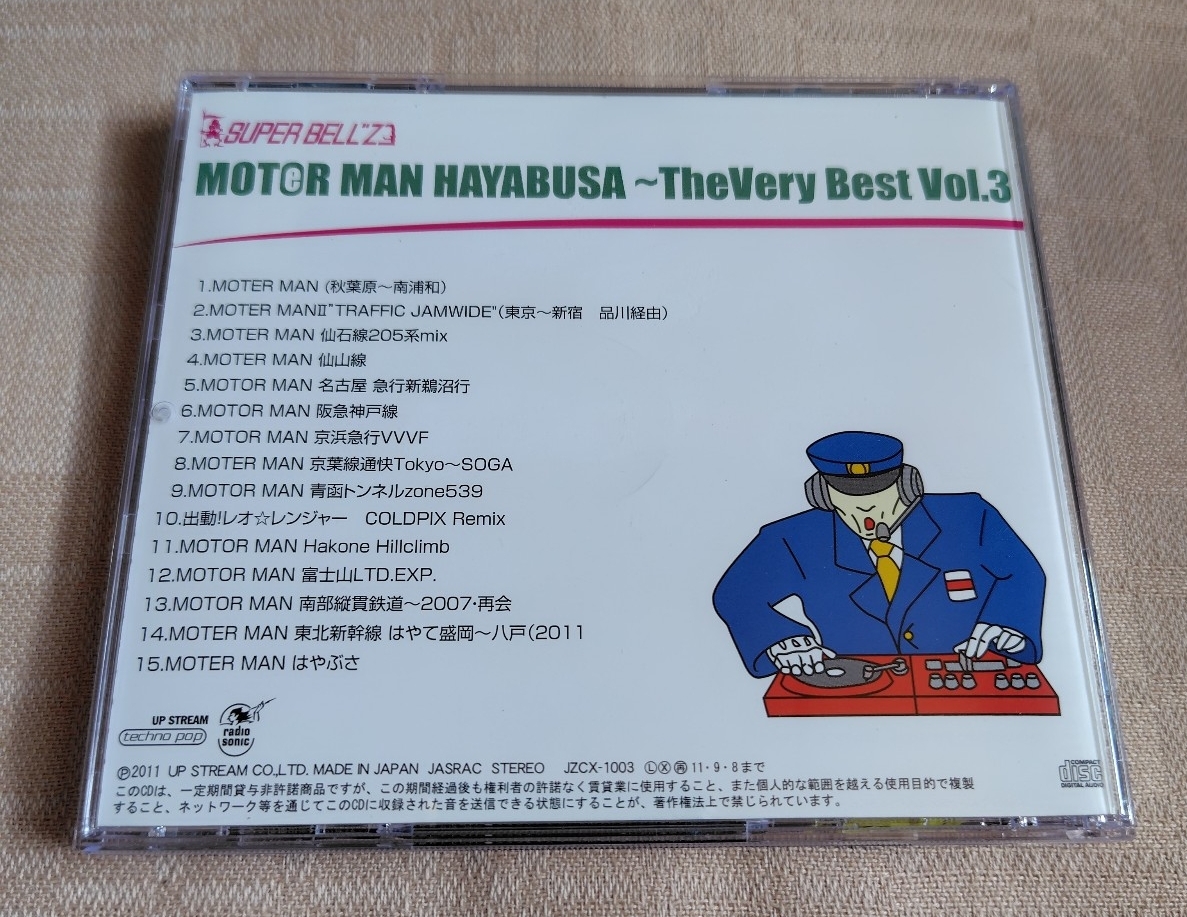 SUPER BELL"Z
MOTeR MAN HAYABUSA ~TheVery Best Vol.3
1.MOTER MAN (秋葉原〜南浦和)
2.MOTER MANⅡ"TRAFFIC JAMWIDE"(東京〜新宿　品川経由)
3.MOTER MAN 仙石線205系mix
4.MOTER MAN 仙山線
5.MOTOR MAN 名古屋 急行新鵜沼行
6.MOTOR MAN 阪急神戸線
7.MOTOR MAN 京浜急行VVVF
8.MOTER MAN 京葉線通快Tokyo〜SOGA
9.MOTOR MAN 青函トンネルzone539
10.出動!レオ☆レンジャー　COLDPIX Remix
11.MOTOR MAN Hakone Hillclimb
12.MOTOR MAN 富士山LTD.EXP.
13.MOTOR MAN 南部縦貫鉄道〜2007・再会
14.MOTER MAN 東北新幹線 はやて盛岡〜八戸(2011
15.MOTER MAN はやぶさ
UP STREAM
techno pop
radio
sonic
Ⓟ2011 UP STREAM CO.,LTD. MADE IN JAPAN JASRAC STEREO JZCX-1003 ⓁⓍ㊞11・9・8まで
このCDは、一定期間貸与非許諾商品ですが、この期間経過後も権利者の許諾なく賃貸業に使用すること、また個人的な範囲を越える使用目的で複製
すること、ネットワーク等を通じてこのCDに収録された音を送信できる状態にすることが、著作権法上で禁じられています。
COMPACT
disc
DIGITAL AUDIO